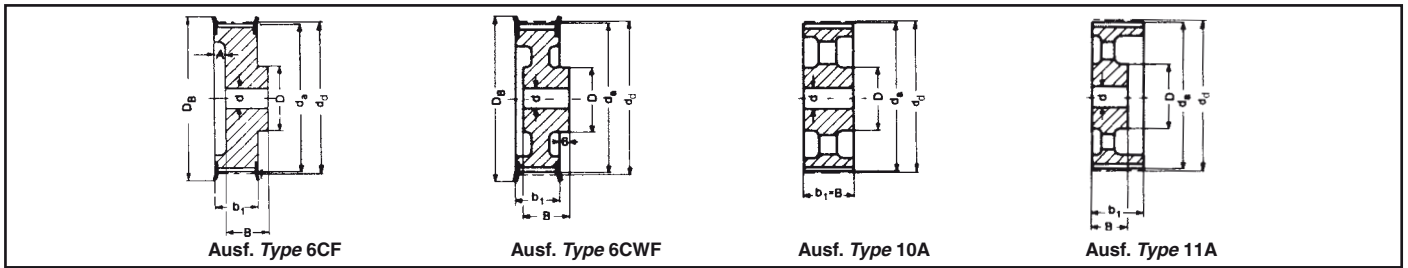 D_B
A
d
D
d_a
d_d
b_1
B
Ausf. Type 6CF
D_B
d
D
d_a
d_d
6
b_1
B
Ausf. Type 6CWF
d
D
d_a
d_d
b_1=B
Ausf. Type 10A
d
D
d_a
d_d
b_1
B
Ausf. Type 11A